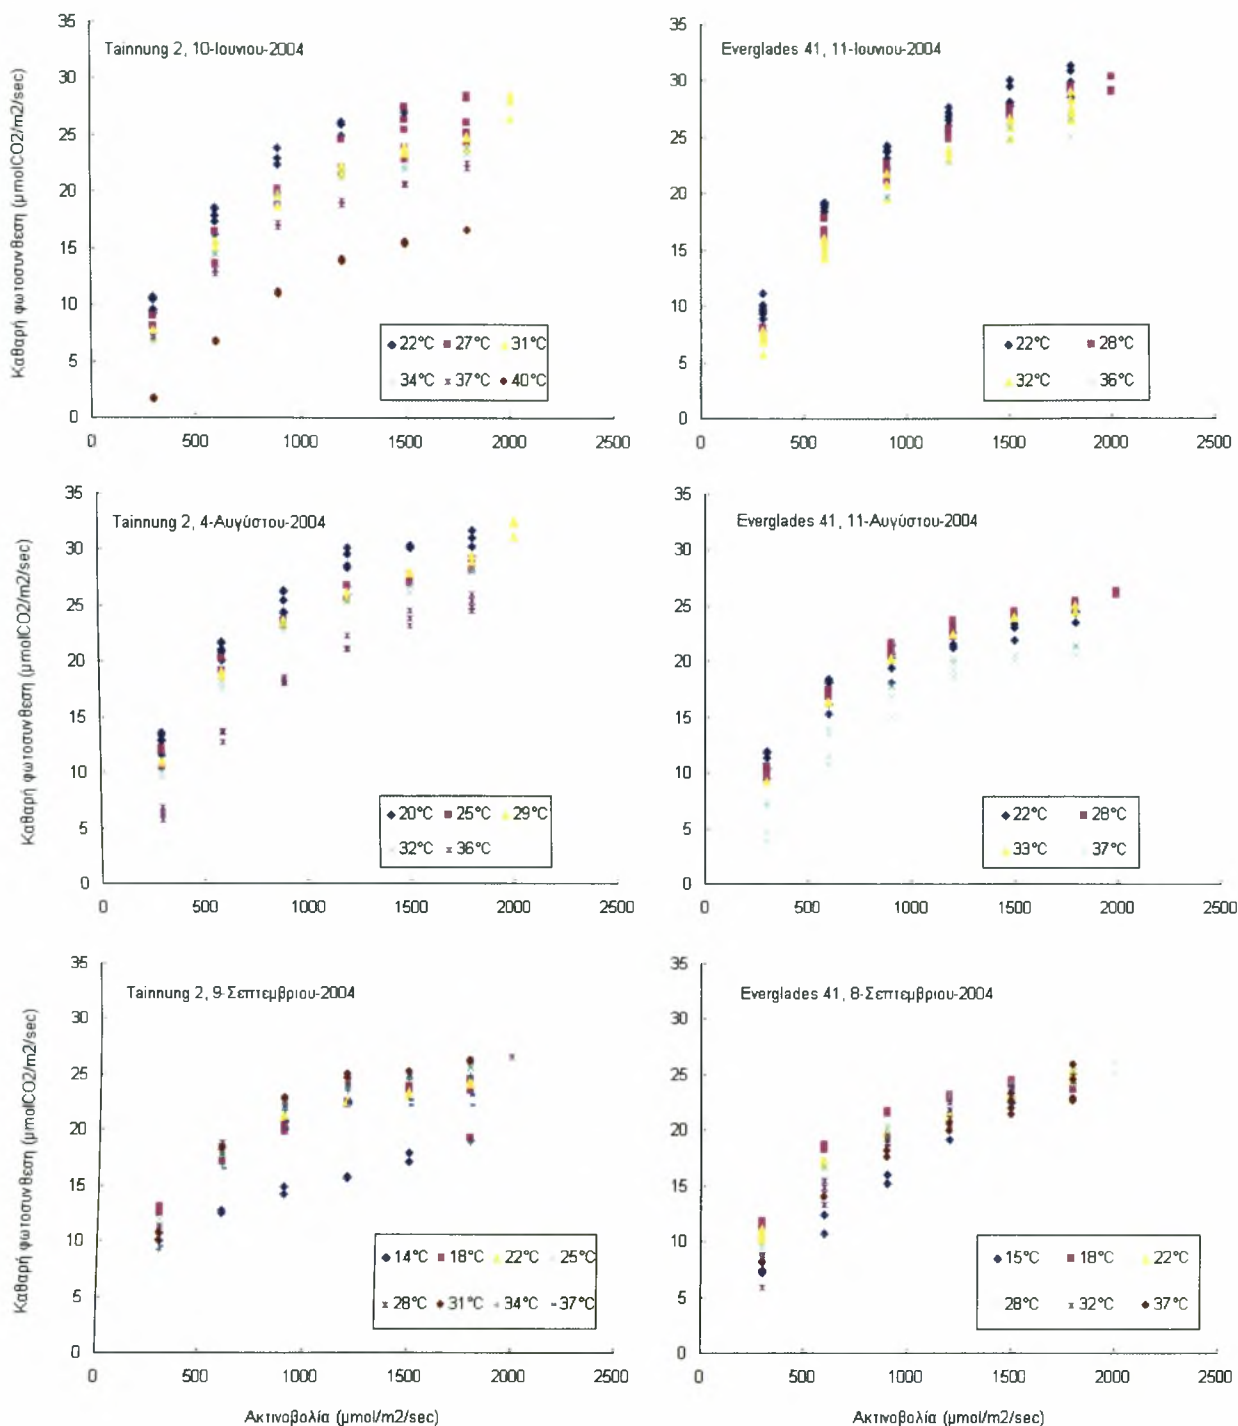 Tainnung 2, 10-Ιουνιου-2004
Καθαρή φωτοσυνθεση (μmolCO2/m2/sec)
35
30
25
20
15
10
5
0
0 500 1000 1500 2000 2500
22°C 27°C 31°C
34°C 37°C 40°C
Everglades 41, 11-Ιουνιου-2004
35
30
25
20
15
10
5
0
0 500 1000 1500 2000 2500
22°C 28°C
32°C 36°C
Tainnung 2, 4-Αυγύστου-2004
Καθαρή φωτοσυνθεση (μmolCO2/m2/sec)
35
30
25
20
15
10
5
0
0 500 1000 1500 2000 2500
20°C 25°C 29°C
32°C 36°C
Everglades 41, 11-Αυγύστου-2004
35
30
25
20
15
10
5
0
0 500 1000 1500 2000 2500
22°C 28°C
33°C 37°C
Tainnung 2, 9-Σεπτεμβριου-2004
Καθαρή φωτοσυνθεση (μmolCO2/m2/sec)
35
30
25
20
15
10
5
0
0 500 1000 1500 2000 2500
14°C 18°C 22°C 25°C
28°C 31°C 34°C 37°C
Ακτινοβολία (μmol/m2/sec)
Everglades 41, 8-Σεπτεμβριου-2004
35
30
25
20
15
10
5
0
0 500 1000 1500 2000 2500
15°C 18°C 22°C
28°C 32°C 37°C
Ακτινοβολία (μmol/m2/sec)